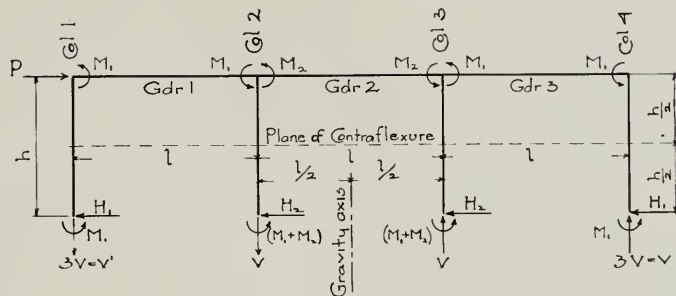 Col 1
Col 2
Col 3
Col 4
P
M₁
M₁
M₂
M₂
M₁
M₁
Gdr 1
Gdr 2
Gdr 3
h
h/2
Plane of Contraflexure
l
l
l
l/2
l/2
h/2
H₁
H₂
H₂
H₁
M₁
(M₁+M₂)
(M₁+M₂)
M₁
3V=V'
V
Gravity axis
V
3V=V